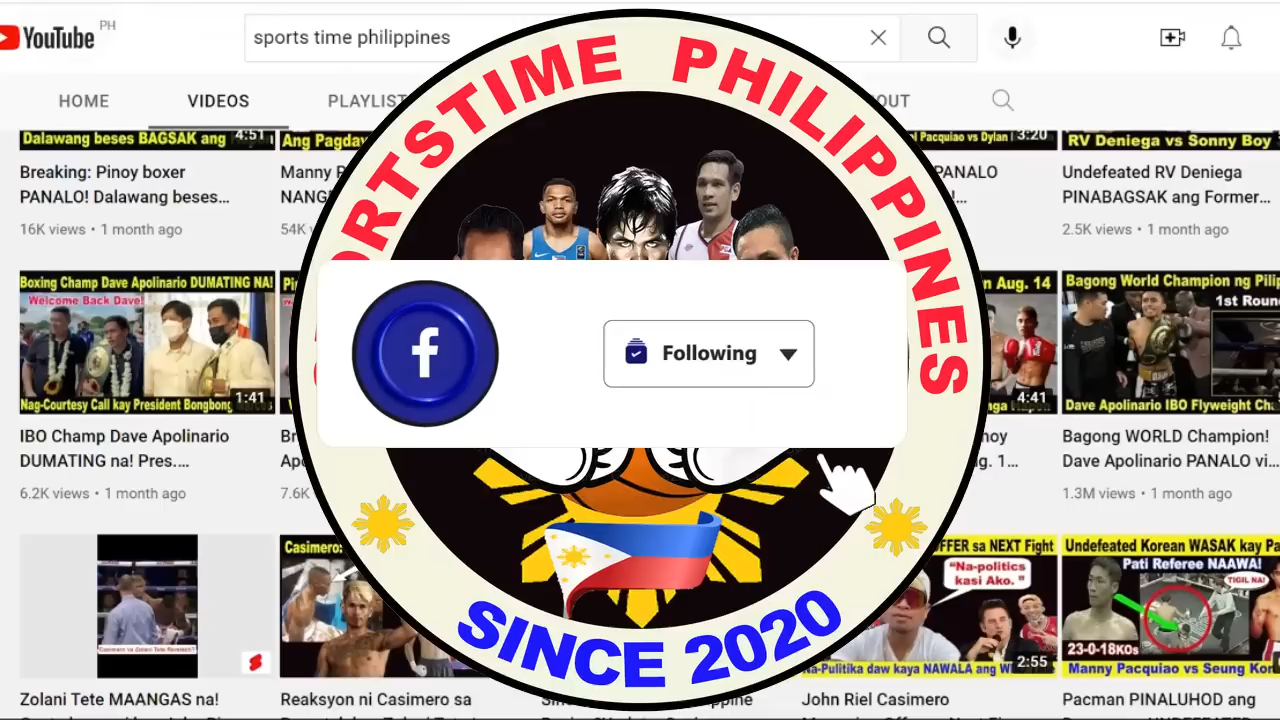 YouTube PH
sports time philippines
HOME
VIDEOS
PLAYLIST
OUT
SPORTSTIME PHILIPPINES
SINCE 2020
Following
Dalawang beses BAGSAK ang
4:51
Ang Pagday
Pacquiao vs Dylan
3:20
RV Deniega vs Sonny Boy
Breaking: Pinoy boxer
PANALO! Dalawang beses...
16K views • 1 month ago
Manny P
NANG
54K
PANALO
Undefeated RV Deniega
PINABAGSAK ang Former...
2.5K views • 1 month ago
Boxing Champ Dave Apolinario DUMATING NA!
Welcome Back Dave!
1:41
Nag-Courtesy Call kay President Bongbong
n Aug. 14
4:41
Bagong World Champion ng Pilip
1st Roun
Dave Apolinario IBO Flyweight Ch
IBO Champ Dave Apolinario
DUMATING na! Pres....
6.2K views • 1 month ago
Br
Apo
7.6K
noy
g. 1...
Bagong WORLD Champion!
Dave Apolinario PANALO vi...
1.3M views • 1 month ago
Casimero:
OFFER sa NEXT Fight
"Na-politics
kasi Ako. "
Na-Pulitika daw kaya NAWALA ang
2:55
Undefeated Korean WASAK kay Pa
Pati Referee NAAWA!
TIGIL NA!
23-0-18KOs
Manny Pacquiao vs Seung Kor
Zolani Tete MAANGAS na!
Reaksyon ni Casimero sa
John Riel Casimero
Pacman PINALUHOD ang